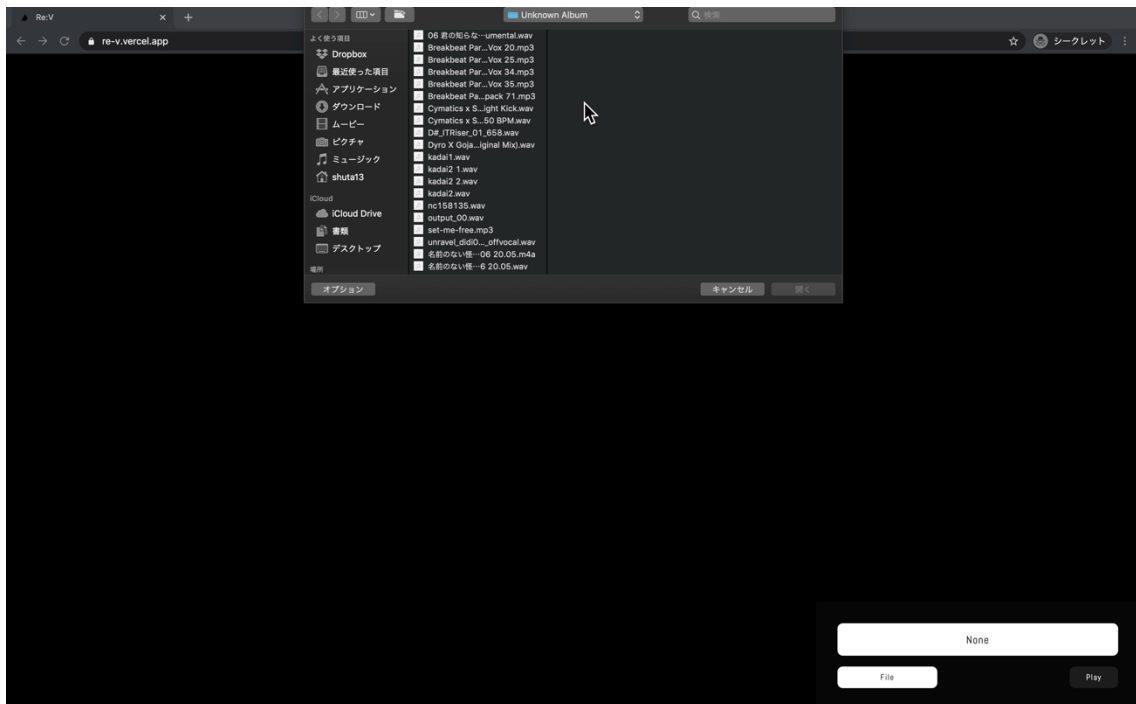 Re:V
Unknown Album
検索
re-v.vercel.app
シークレット
よく使う項目
Dropbox
最近使った項目
アプリケーション
ダウンロード
ムービー
ピクチャ
ミュージック
shuta13
iCloud
iCloud Drive
書類
デスクトップ
場所
06 君の知らな…umental.wav
Breakbeat Par...Vox 20.mp3
Breakbeat Par...Vox 25.mp3
Breakbeat Par...Vox 34.mp3
Breakbeat Par...Vox 35.mp3
Breakbeat Pa...pack 71.mp3
Cymatics x S...ight Kick.wav
Cymatics x S...50 BPM.wav
D#_ITRiser_01_658.wav
Dyro X Goja...iginal Mix).wav
kadai1.wav
kadai2 1.wav
kadai2 2.wav
kadai2.wav
nc158135.wav
output_00.wav
set-me-free.mp3
unravel_didi0..._offvocal.wav
名前のない怪…06 20.05.m4a
名前のない怪…6 20.05.wav
オプション
キャンセル
開く
None
File
Play